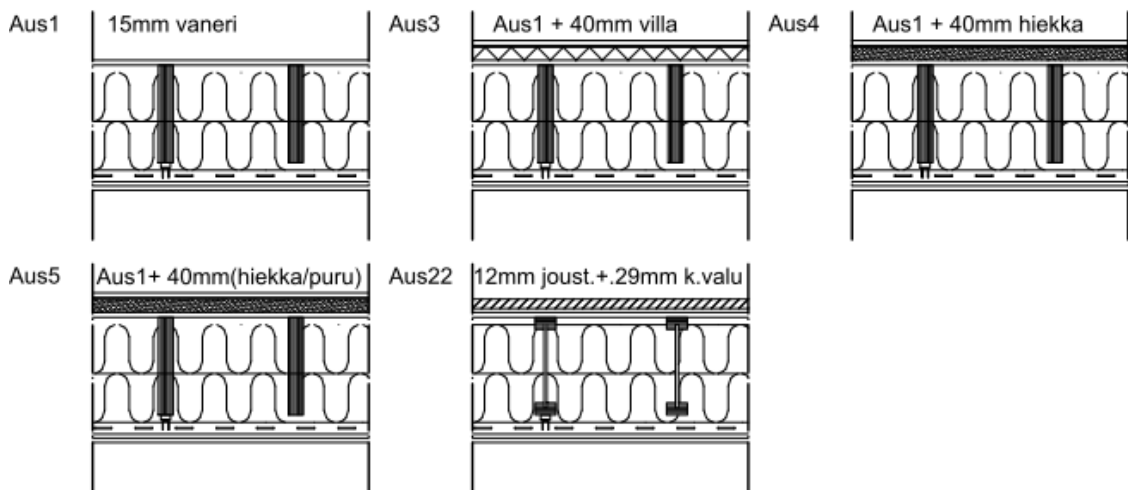 Aus1 15mm vaneri
Aus3 Aus1 + 40mm villa
Aus4 Aus1 + 40mm hiekka
Aus5 Aus1+ 40mm(hiekka/puru)
Aus22 12mm joust.+.29mm k.valu